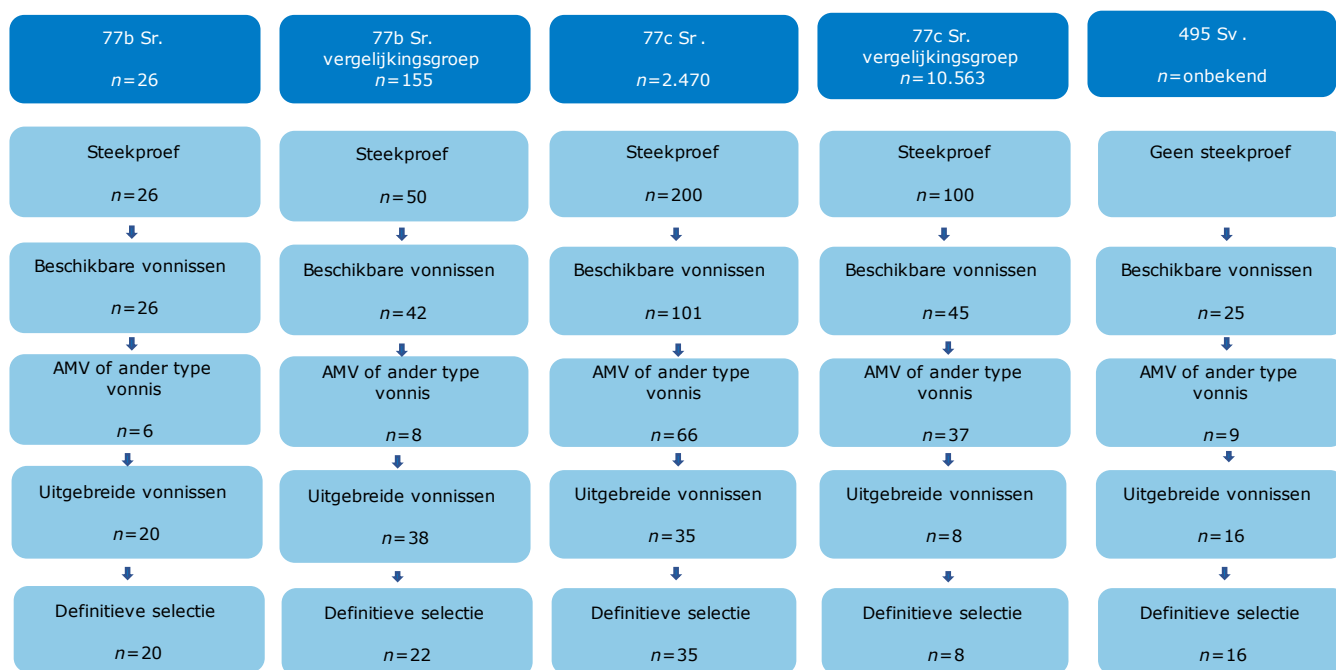 77b Sr.
n=26
77b Sr.
vergelijkingsgroep
n=155
77c Sr .
n=2.470
77c Sr.
vergelijkingsgroep
n=10.563
495 Sv .
n=onbekend
Steekproef
n=26
Steekproef
n=50
Steekproef
n=200
Steekproef
n=100
Geen steekproef
Beschikbare vonnissen
n=26
Beschikbare vonnissen
n=42
Beschikbare vonnissen
n=101
Beschikbare vonnissen
n=45
Beschikbare vonnissen
n=25
AMV of ander type
vonnis
n=6
AMV of ander type
vonnis
n=8
AMV of ander type
vonnis
n=66
AMV of ander type
vonnis
n=37
AMV of ander type
vonnis
n=9
Uitgebreide vonnissen
n=20
Uitgebreide vonnissen
n=38
Uitgebreide vonnissen
n=35
Uitgebreide vonnissen
n=8
Uitgebreide vonnissen
n=16
Definitieve selectie
n=20
Definitieve selectie
n=22
Definitieve selectie
n=35
Definitieve selectie
n=8
Definitieve selectie
n=16